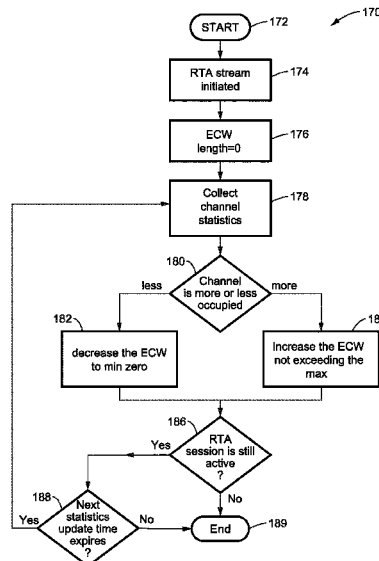 START
172
170
RTA stream
initiated
174
ECW
length=0
176
Collect
channel
statistics
178
180
Channel
is more or less
occupied
less
more
182
decrease the ECW
to min zero
Increase the ECW
not exceeding the
max
186
RTA
session is still
active
?
Yes
No
188
Next
statistics
update time
expires
?
Yes
No
End
189